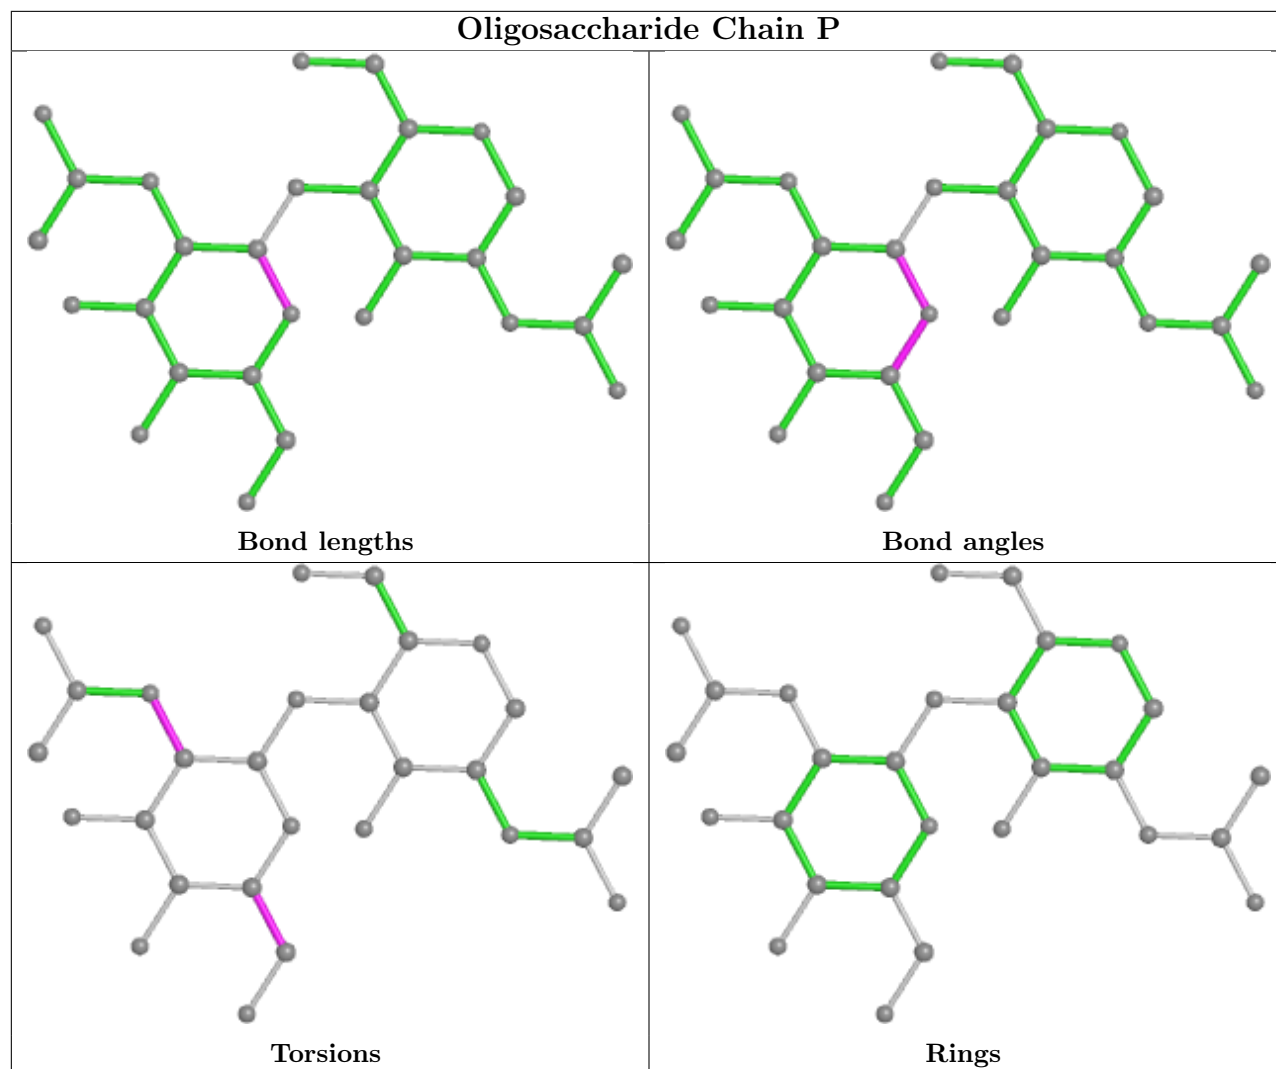 Oligosaccharide Chain P
Bond lengths
Bond angles
Torsions
Rings